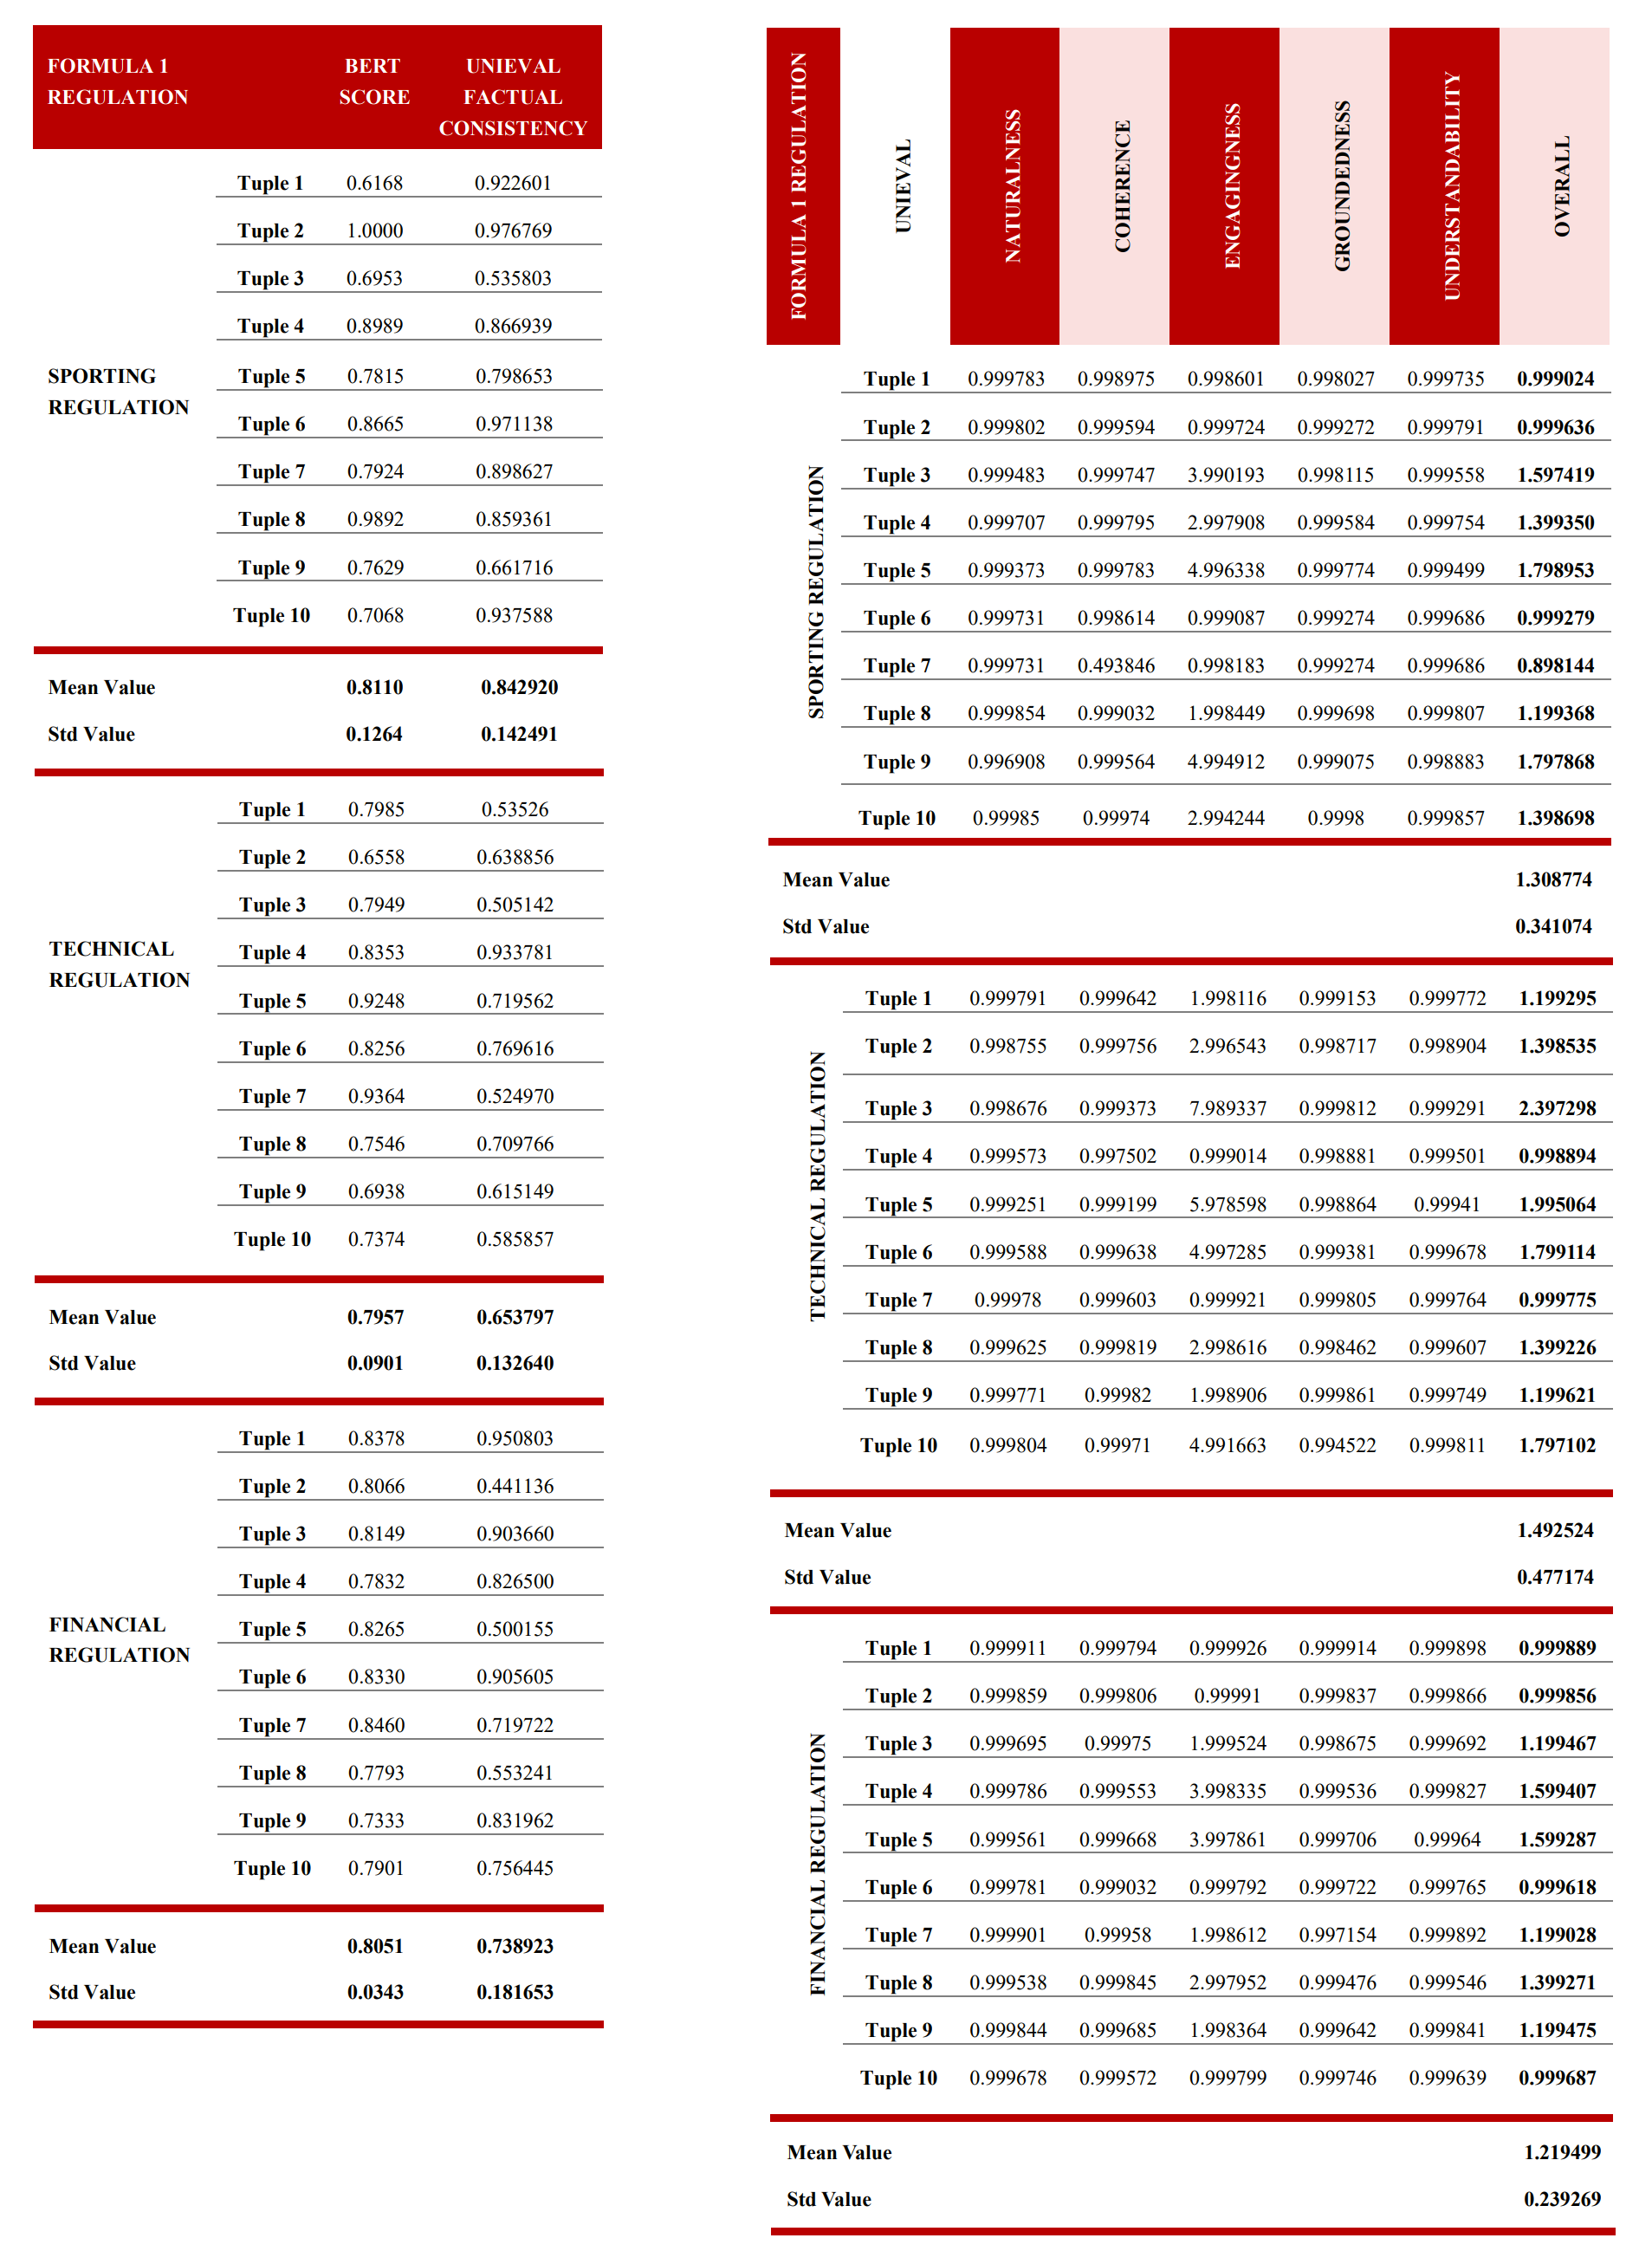 FORMULA 1 REGULATION BERT SCORE UNIEVAL FACTUAL CONSISTENCY
SPORTING REGULATION
Tuple 1 0.6168 0.922601
Tuple 2 1.0000 0.976769
Tuple 3 0.6953 0.535803
Tuple 4 0.8989 0.866939
Tuple 5 0.7815 0.798653
Tuple 6 0.8665 0.971138
Tuple 7 0.7924 0.898627
Tuple 8 0.9892 0.859361
Tuple 9 0.7629 0.661716
Tuple 10 0.7068 0.937588
Mean Value 0.8110 0.842920
Std Value 0.1264 0.142491
TECHNICAL REGULATION
Tuple 1 0.7985 0.53526
Tuple 2 0.6558 0.638856
Tuple 3 0.7949 0.505142
Tuple 4 0.8353 0.933781
Tuple 5 0.9248 0.719562
Tuple 6 0.8256 0.769616
Tuple 7 0.9364 0.524970
Tuple 8 0.7546 0.709766
Tuple 9 0.6938 0.615149
Tuple 10 0.7374 0.585857
Mean Value 0.7957 0.653797
Std Value 0.0901 0.132640
FINANCIAL REGULATION
Tuple 1 0.8378 0.950803
Tuple 2 0.8066 0.441136
Tuple 3 0.8149 0.903660
Tuple 4 0.7832 0.826500
Tuple 5 0.8265 0.500155
Tuple 6 0.8330 0.905605
Tuple 7 0.8460 0.719722
Tuple 8 0.7793 0.553241
Tuple 9 0.7333 0.831962
Tuple 10 0.7901 0.756445
Mean Value 0.8051 0.738923
Std Value 0.0343 0.181653
FORMULA 1 REGULATION UNIEVAL NATURALNESS COHERENCE ENGAGINGNESS GROUNDEDNESS UNDERSTANDABILITY OVERALL
SPORTING REGULATION
Tuple 1 0.999783 0.998975 0.998601 0.998027 0.999735 0.999024
Tuple 2 0.999802 0.999594 0.999724 0.999272 0.999791 0.999636
Tuple 3 0.999483 0.999747 3.990193 0.998115 0.999558 1.597419
Tuple 4 0.999707 0.999795 2.997908 0.999584 0.999754 1.399350
Tuple 5 0.999373 0.999783 4.996338 0.999774 0.999499 1.798953
Tuple 6 0.999731 0.998614 0.999087 0.999274 0.999686 0.999279
Tuple 7 0.999731 0.493846 0.998183 0.999274 0.999686 0.898144
Tuple 8 0.999854 0.999032 1.998449 0.999698 0.999807 1.199368
Tuple 9 0.996908 0.999564 4.994912 0.999075 0.998883 1.797868
Tuple 10 0.99985 0.99974 2.994244 0.9998 0.999857 1.398698
Mean Value 1.308774
Std Value 0.341074
TECHNICAL REGULATION
Tuple 1 0.999791 0.999642 1.998116 0.999153 0.999772 1.199295
Tuple 2 0.998755 0.999756 2.996543 0.998717 0.998904 1.398535
Tuple 3 0.998676 0.999373 7.989337 0.999812 0.999291 2.397298
Tuple 4 0.999573 0.997502 0.999014 0.998881 0.999501 0.998894
Tuple 5 0.999251 0.999199 5.978598 0.998864 0.99941 1.995064
Tuple 6 0.999588 0.999638 4.997285 0.999381 0.999678 1.799114
Tuple 7 0.99978 0.999603 0.999921 0.999805 0.999764 0.999775
Tuple 8 0.999625 0.999819 2.998616 0.998462 0.999607 1.399226
Tuple 9 0.999771 0.99982 1.998906 0.999861 0.999749 1.199621
Tuple 10 0.999804 0.99971 4.991663 0.994522 0.999811 1.797102
Mean Value 1.492524
Std Value 0.477174
FINANCIAL REGULATION
Tuple 1 0.999911 0.999794 0.999926 0.999914 0.999898 0.999889
Tuple 2 0.999859 0.999806 0.99991 0.999837 0.999866 0.999856
Tuple 3 0.999695 0.99975 1.999524 0.998675 0.999692 1.199467
Tuple 4 0.999786 0.999553 3.998335 0.999536 0.999827 1.599407
Tuple 5 0.999561 0.999668 3.997861 0.999706 0.99964 1.599287
Tuple 6 0.999781 0.999032 0.999792 0.999722 0.999765 0.999618
Tuple 7 0.999901 0.99958 1.998612 0.997154 0.999892 1.199028
Tuple 8 0.999538 0.999845 2.997952 0.999476 0.999546 1.399271
Tuple 9 0.999844 0.999685 1.998364 0.999642 0.999841 1.199475
Tuple 10 0.999678 0.999572 0.999799 0.999746 0.999639 0.999687
Mean Value 1.219499
Std Value 0.239269